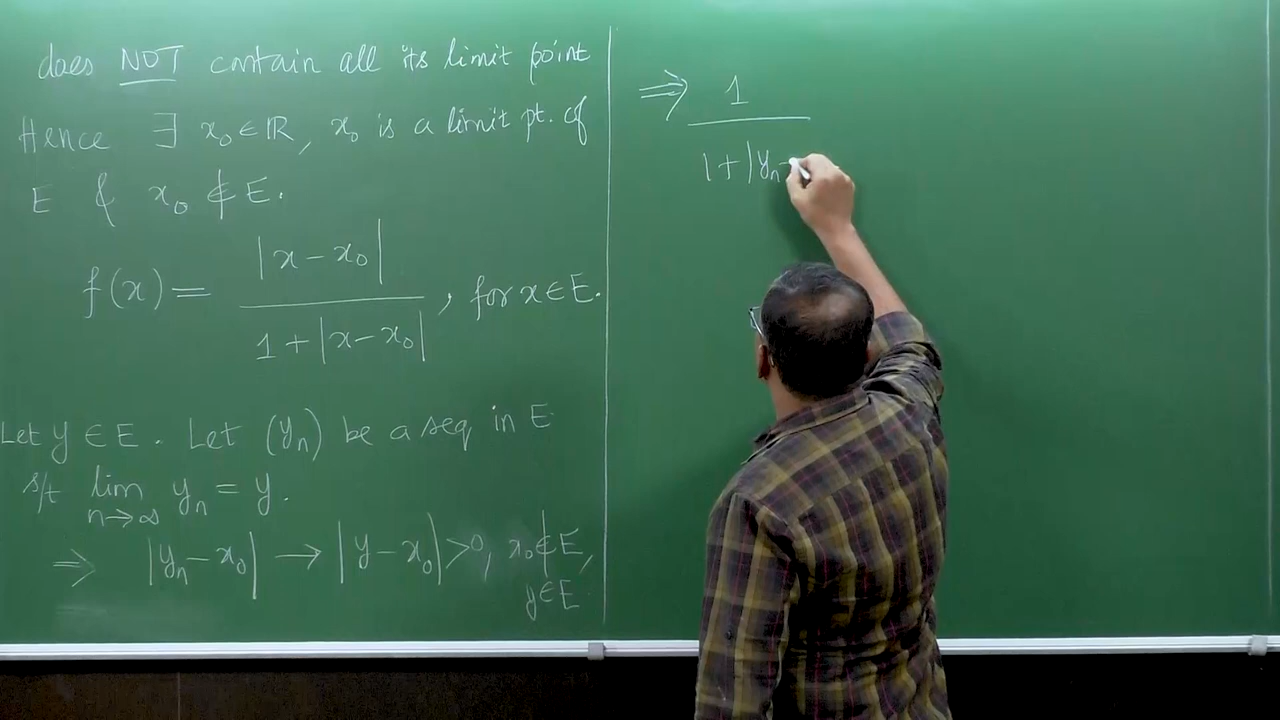 does NOT contain all its limit point
Hence ∃ x₀ ∈ ℝ, x₀ is a limit pt. of
E & x₀ ∉ E.
f(x) = |x - x₀| / 1 + |x - x₀| , for x ∈ E.
Let y ∈ E. Let (yₙ) be a seq in E
s/t lim n→∞ yₙ = y.
⇒ |yₙ - x₀| → |y - x₀| > 0, x₀ ∉ E,
y ∈ E
⇒ 1 / 1 + |yₙ -